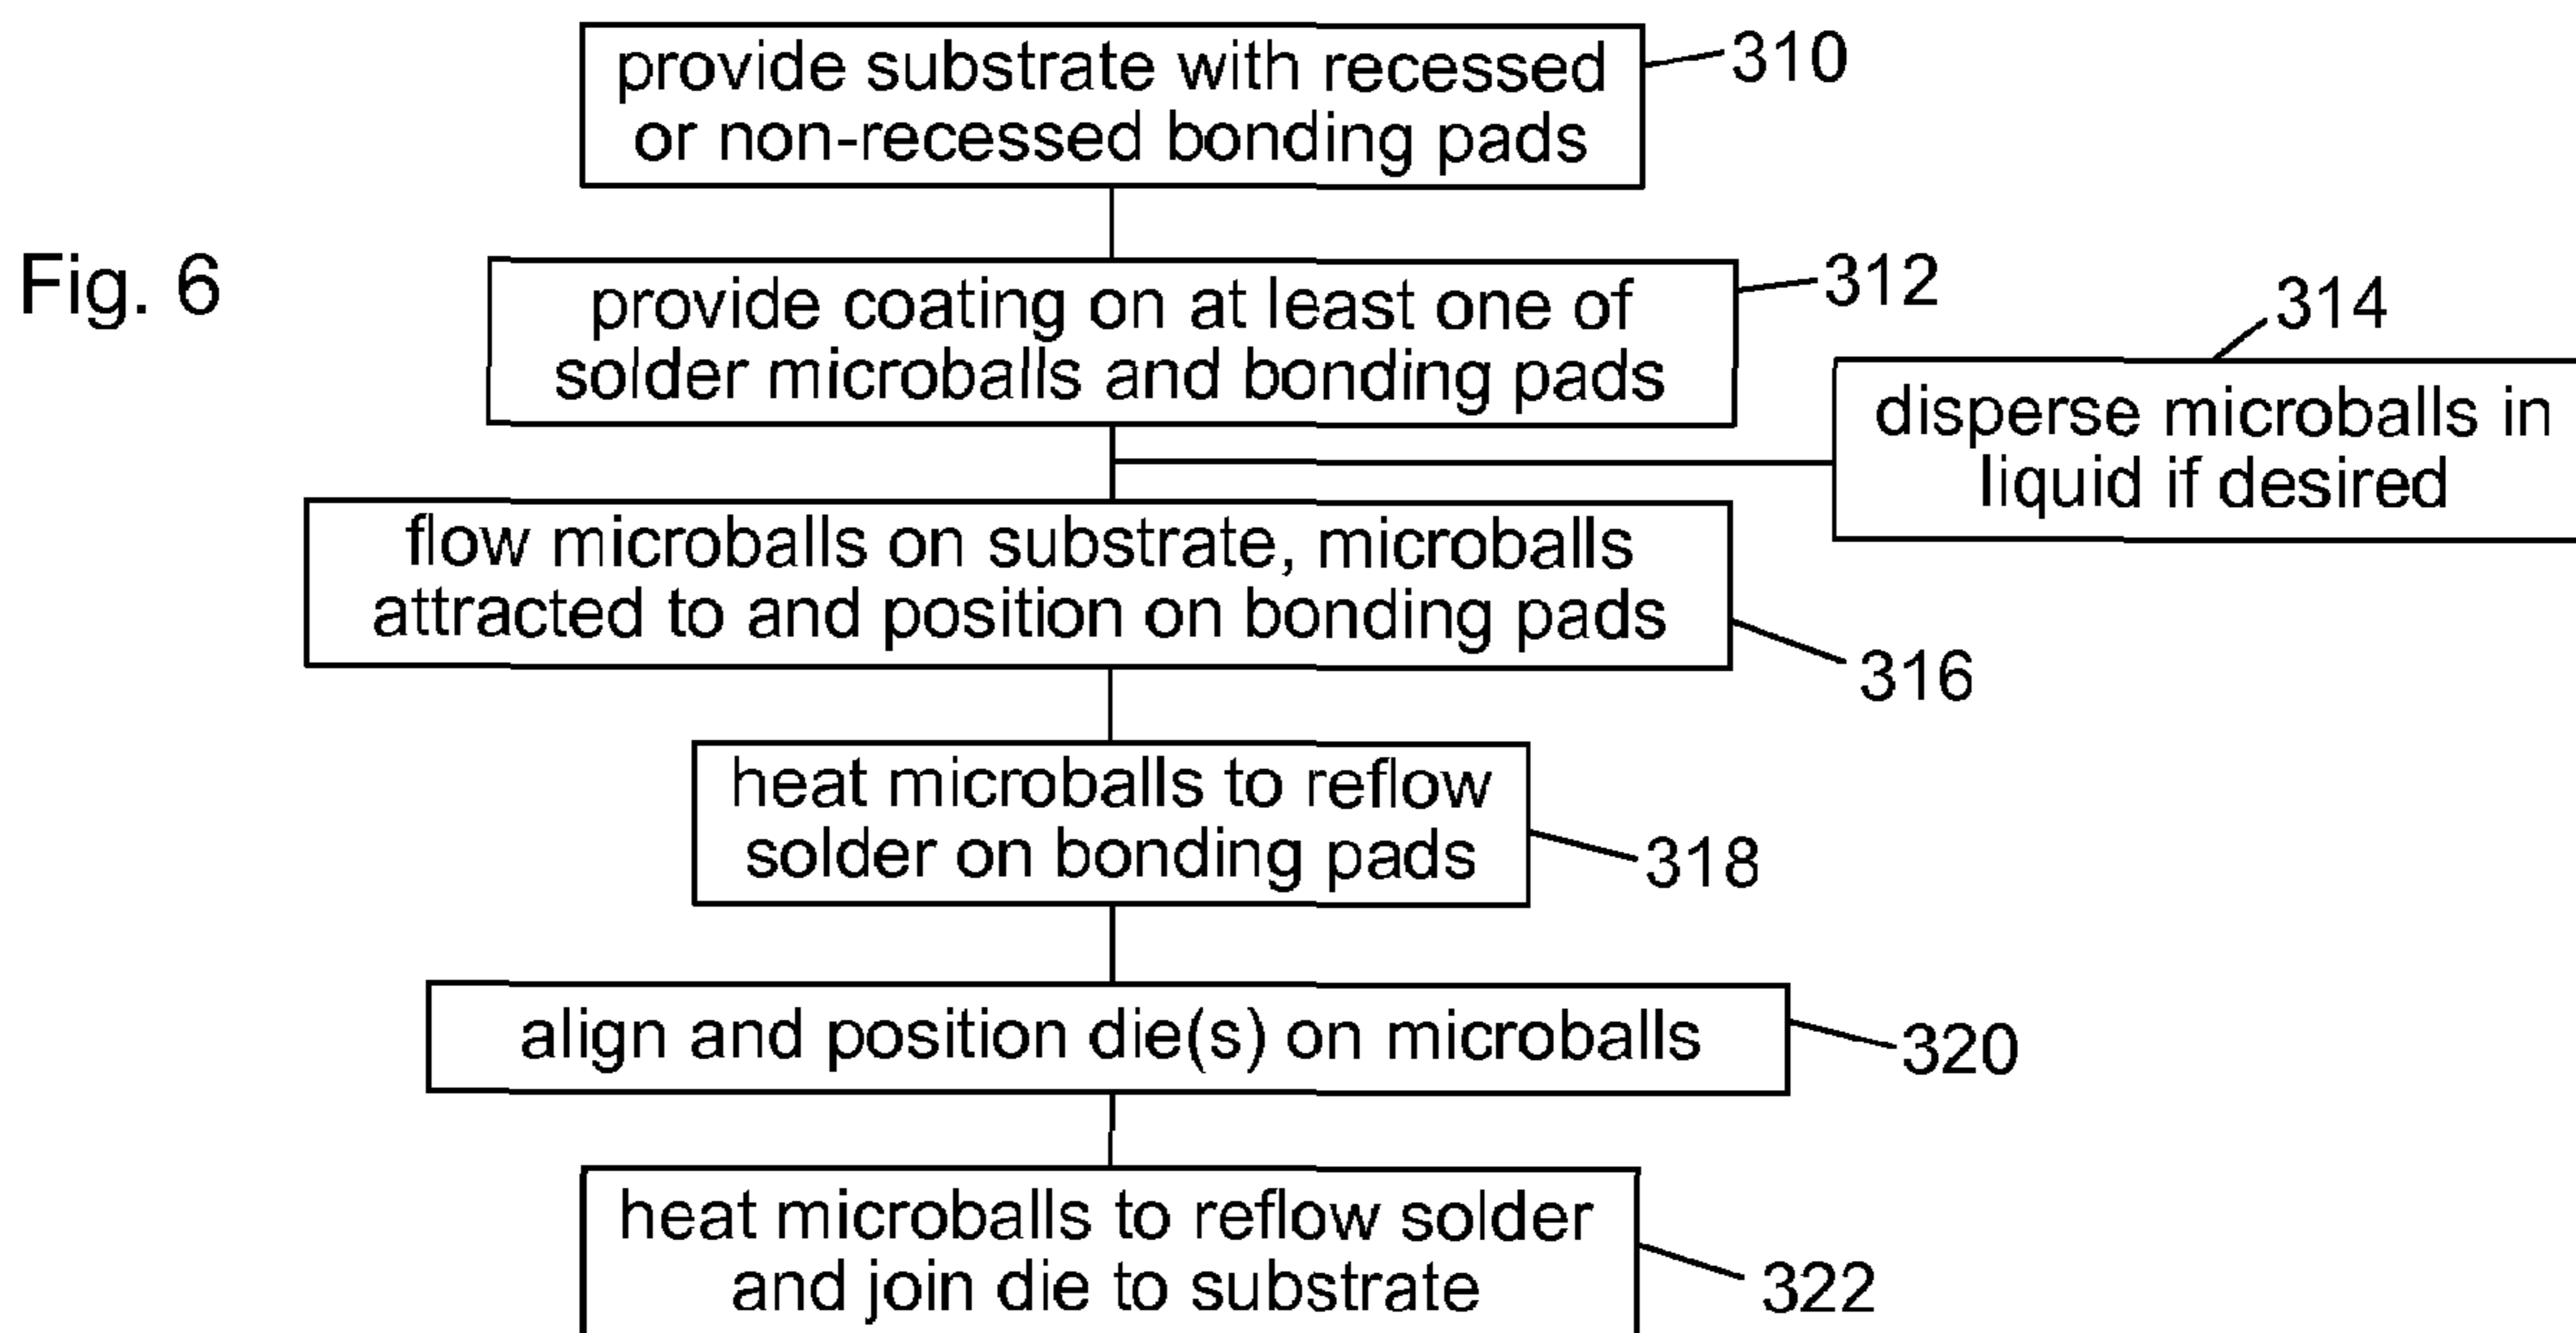 provide substrate with recessed
or non-recessed bonding pads
310
Fig. 6
provide coating on at least one of
solder microballs and bonding pads
312
314
disperse microballs in
liquid if desired
flow microballs on substrate, microballs
attracted to and position on bonding pads
316
heat microballs to reflow
solder on bonding pads
318
align and position die(s) on microballs
320
heat microballs to reflow solder
and join die to substrate
322